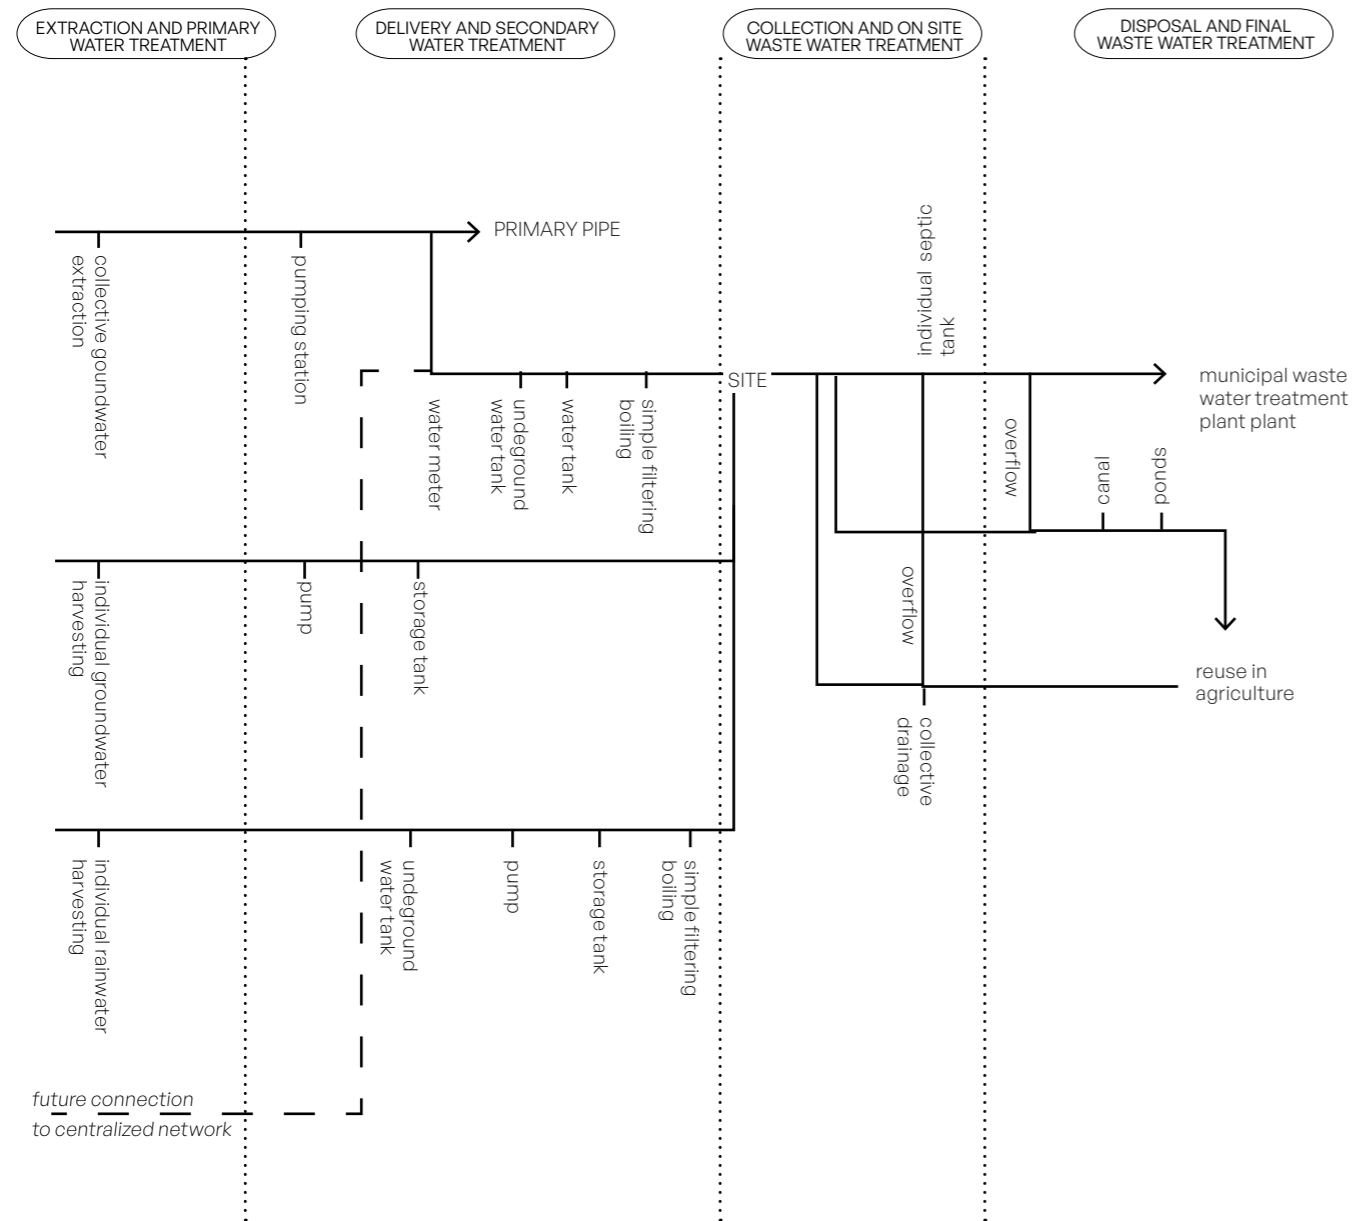 EXTRACTION AND PRIMARY
WATER TREATMENT
DELIVERY AND SECONDARY
WATER TREATMENT
COLLECTION AND ON SITE
WASTE WATER TREATMENT
DISPOSAL AND FINAL
WASTE WATER TREATMENT
PRIMARY PIPE
collective goundwater
extraction
pumping station
individual septic
tank
SITE
municipal waste
water treatment
plant plant
water meter
undeground
water tank
water tank
simple filtering
boiling
overflow
canal
ponds
individual groundwater
harvesting
pump
storage tank
overflow
reuse in
agriculture
collective
drainage
individual rainwater
harvesting
undeground
water tank
pump
storage tank
simple filtering
boiling
future connection
to centralized network